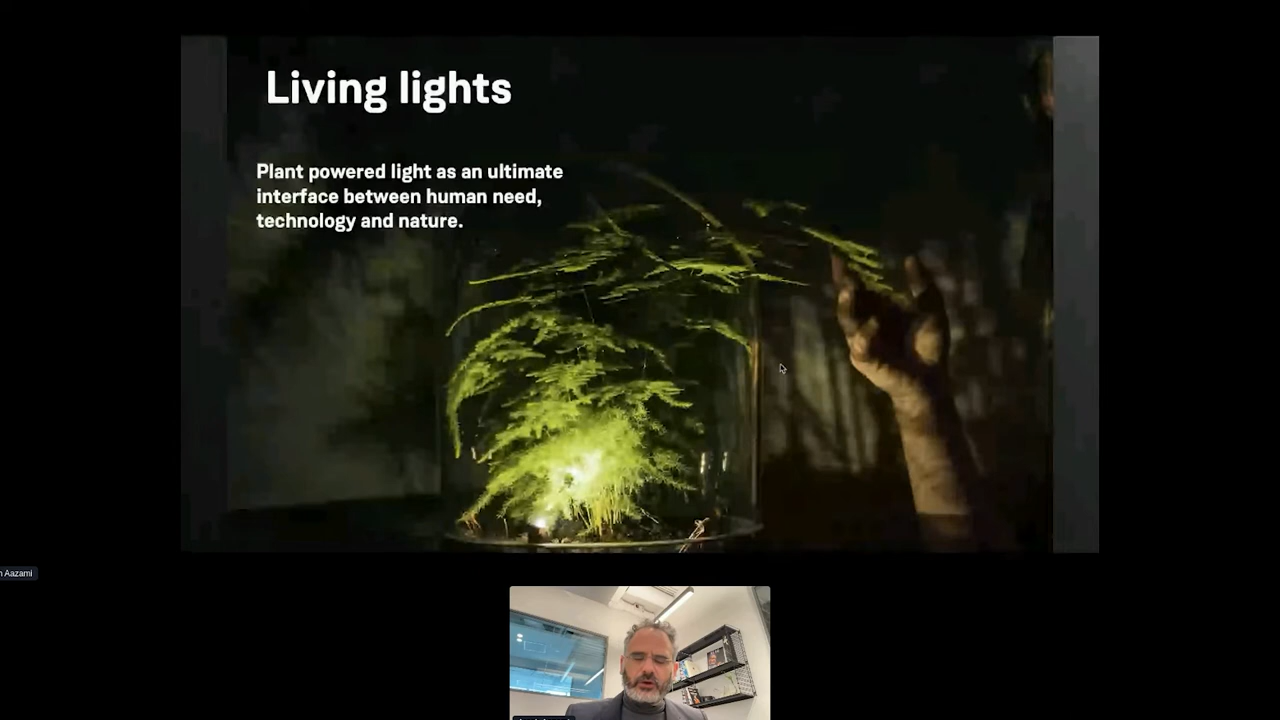 Living lights
Plant powered light as an ultimate
interface between human need,
technology and nature.
Aazami